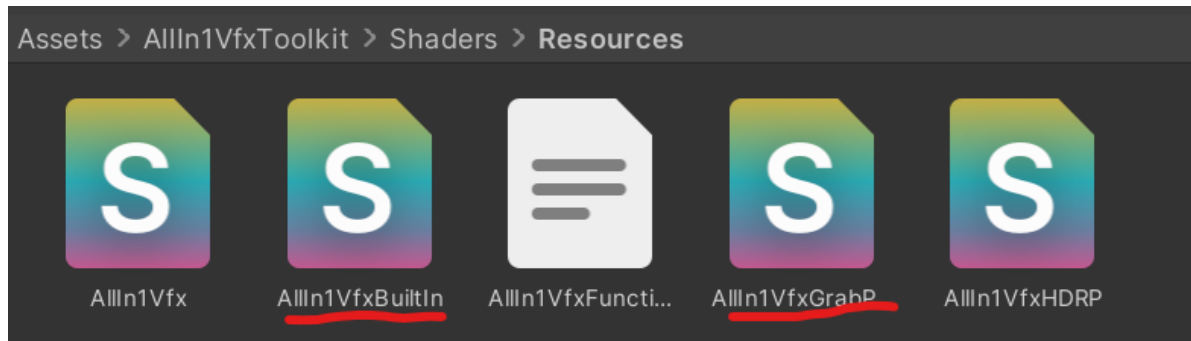 Assets > AllIn1VfxToolkit > Shaders > Resources
S S S S
AllIn1Vfx AllIn1VfxBuiltIn AllIn1VfxFuncti... AllIn1VfxGrabP... AllIn1VfxHDRP